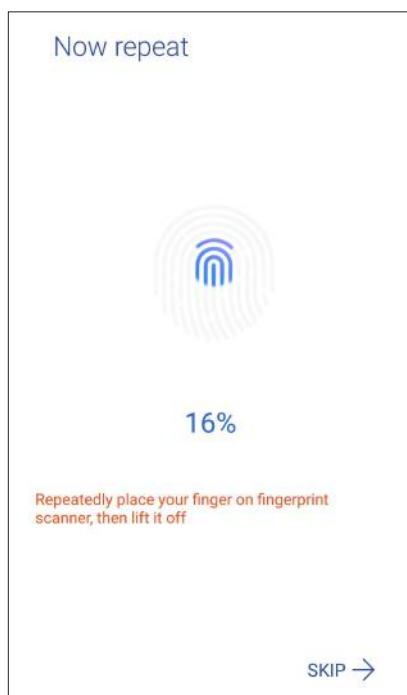 Now repeat
16%
Repeatedly place your finger on fingerprint
scanner, then lift it off
SKIP